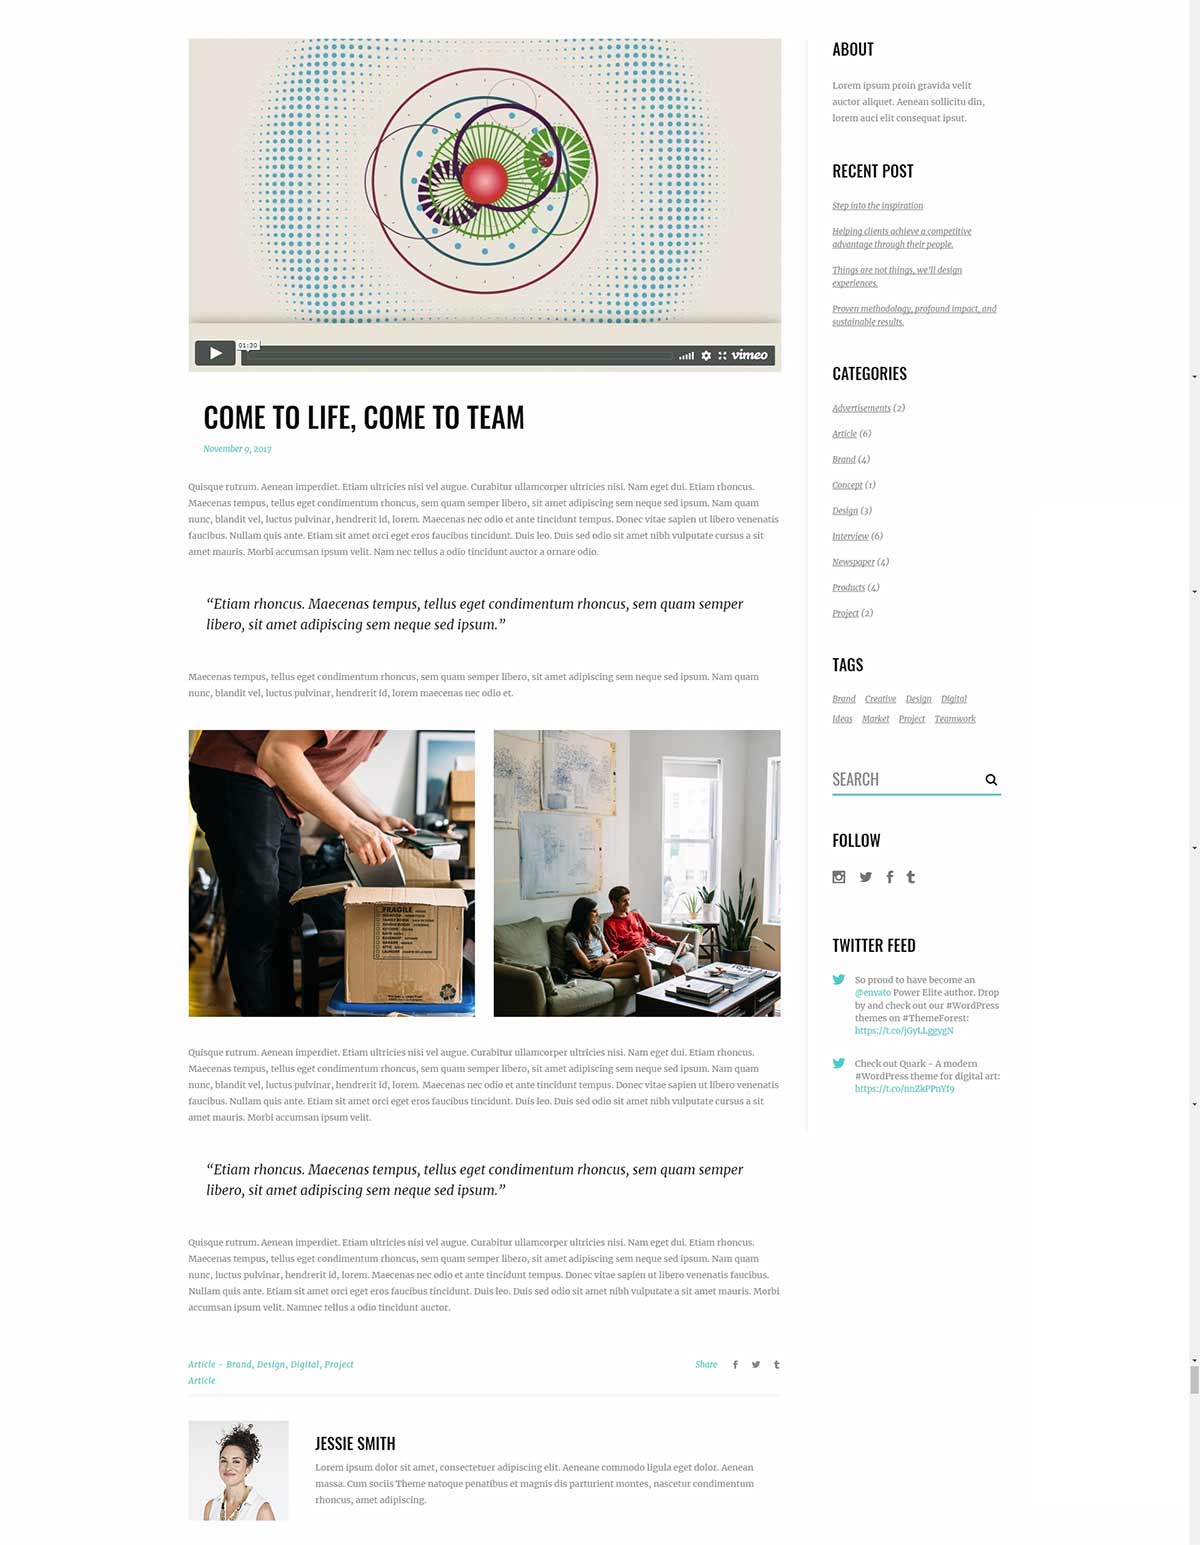 01:30
vimeo
COME TO LIFE, COME TO TEAM
November 9, 2017
Quisque rutrum. Aenean imperdiet. Etiam ultricies nisi vel augue. Curabitur ullamcorper ultricies nisi. Nam eget dui. Etiam rhoncus.
Maecenas tempus, tellus eget condimentum rhoncus, sem quam semper libero, sit amet adipiscing sem neque sed ipsum. Nam quam
nunc, blandit vel, luctus pulvinar, hendrerit id, lorem. Maecenas nec odio et ante tincidunt tempus. Donec vitae sapien ut libero venenatis
faucibus. Nullam quis ante. Etiam sit amet orci eget eros faucibus tincidunt. Duis leo. Duis sed odio sit amet nibh vulputate cursus a sit
amet mauris. Morbi accumsan ipsum velit. Nam nec tellus a odio tincidunt auctor a ornare odio.
“Etiam rhoncus. Maecenas tempus, tellus eget condimentum rhoncus, sem quam semper
libero, sit amet adipiscing sem neque sed ipsum.”
Maecenas tempus, tellus eget condimentum rhoncus, sem quam semper libero, sit amet adipiscing sem neque sed ipsum. Nam quam
nunc, blandit vel, luctus pulvinar, hendrerit id, lorem maecenas nec odio et.
FRAGILE
Quisque rutrum. Aenean imperdiet. Etiam ultricies nisi vel augue. Curabitur ullamcorper ultricies nisi. Nam eget dui. Etiam rhoncus.
Maecenas tempus, tellus eget condimentum rhoncus, sem quam semper libero, sit amet adipiscing sem neque sed ipsum. Nam quam
nunc, blandit vel, luctus pulvinar, hendrerit id, lorem. Maecenas nec odio et ante tincidunt tempus. Donec vitae sapien ut libero venenatis
faucibus. Nullam quis ante. Etiam sit amet orci eget eros faucibus tincidunt. Duis leo. Duis sed odio sit amet nibh vulputate cursus a sit
amet mauris. Morbi accumsan ipsum velit.
“Etiam rhoncus. Maecenas tempus, tellus eget condimentum rhoncus, sem quam semper
libero, sit amet adipiscing sem neque sed ipsum.”
Quisque rutrum. Aenean imperdiet. Etiam ultricies nisi vel augue. Curabitur ullamcorper ultricies nisi. Nam eget dui. Etiam rhoncus.
Maecenas tempus, tellus eget condimentum rhoncus, sem quam semper libero, sit amet adipiscing sem neque sed ipsum. Nam quam
nunc, luctus pulvinar, hendrerit id, lorem. Maecenas nec odio et ante tincidunt tempus. Donec vitae sapien ut libero venenatis faucibus.
Nullam quis ante. Etiam sit amet orci eget eros faucibus tincidunt. Duis leo. Duis sed odio sit amet nibh vulputate a sit amet mauris. Morbi
accumsan ipsum velit. Namnec tellus a odio tincidunt auctor.
Article - Brand, Design, Digital, Project
Article
Share
JESSIE SMITH
Lorem ipsum dolor sit amet, consectetuer adipiscing elit. Aeneane commodo ligula eget dolor. Aenean
massa. Cum sociis Theme natoque penatibus et magnis dis parturient montes, nascetur condimentum
rhoncus, amet adipiscing.
ABOUT
Lorem ipsum proin gravida velit
auctor aliquet. Aenean sollicitu din,
lorem auci elit consequat ipsut.
RECENT POST
Step into the inspiration
Helping clients achieve a competitive
advantage through their people.
Things are not things, we'll design
experiences.
Proven methodology, profound impact, and
sustainable results.
CATEGORIES
Advertisements (2)
Article (6)
Brand (4)
Concept (1)
Design (3)
Interview (6)
Newspaper (4)
Products (4)
Project (2)
TAGS
Brand Creative Design Digital
Ideas Market Project Teamwork
SEARCH
FOLLOW
TWITTER FEED
So proud to have become an
@envato Power Elite author. Drop
by and check out our #WordPress
themes on #ThemeForest:
https://t.co/jGyLLggygN
Check out Quark - A modern
#WordPress theme for digital art:
https://t.co/nnZkPPnYf9